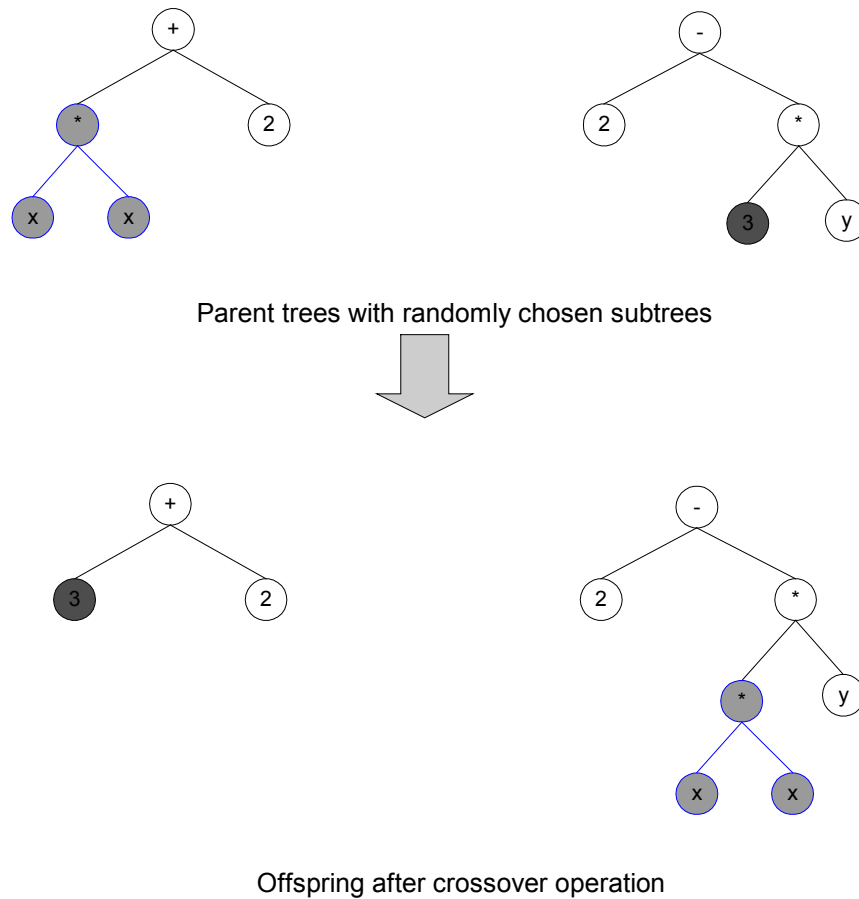 + -
* 2 2 *
x x 3 y
Parent trees with randomly chosen subtrees
+ -
3 2 2 *
* y
x x
Offspring after crossover operation